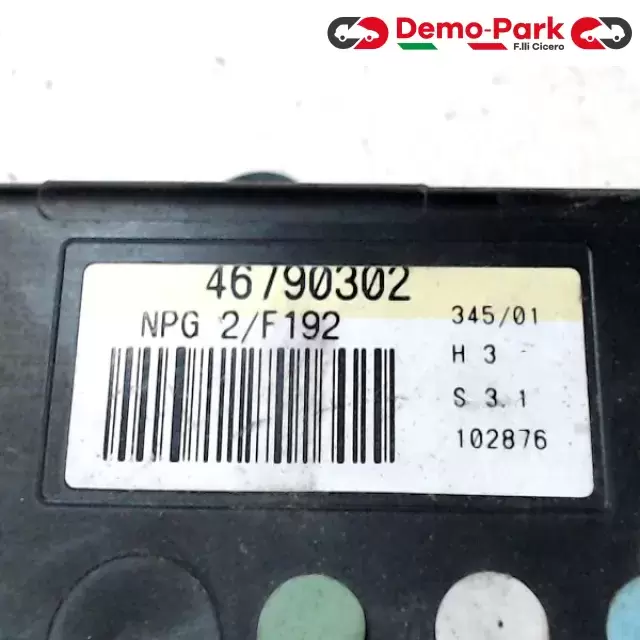 Demo-Park
F.lli Cicero
46790302
NPG 2/F192
345/01
H 3
S 3.1
102876